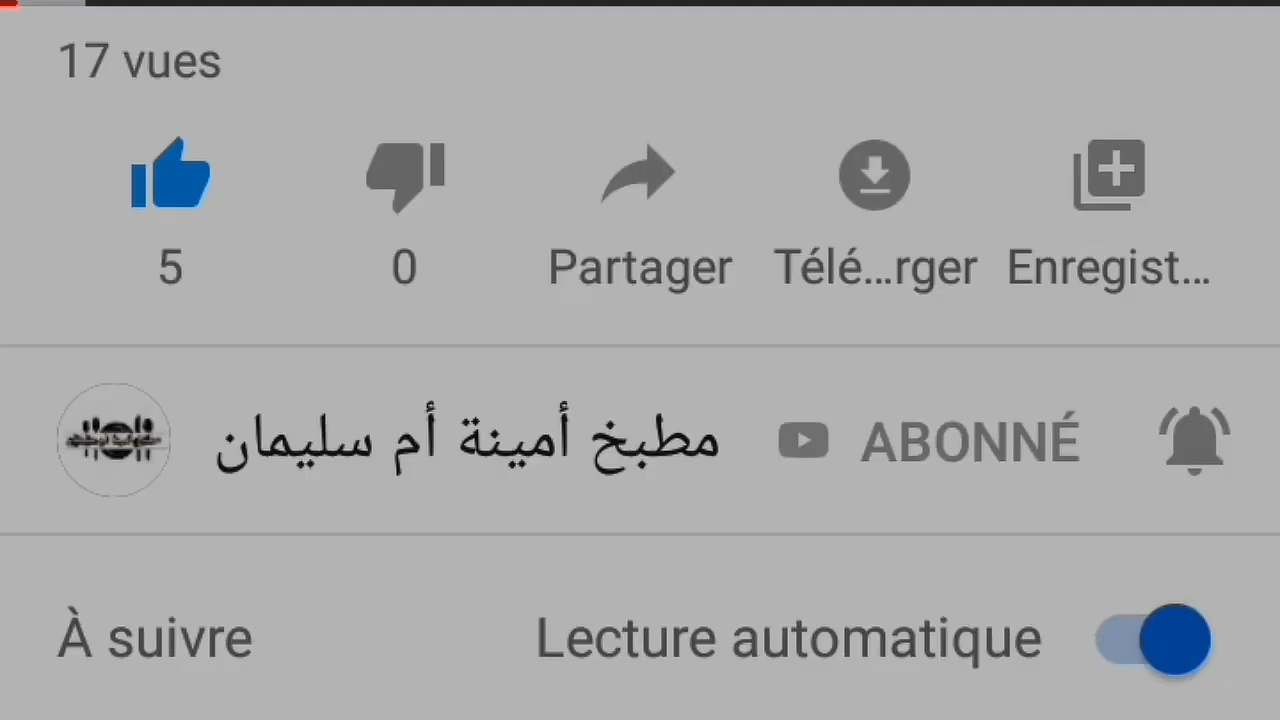 17 vues
5
0
Partager
Télé...rger
Enregist...
مطبخ أمينة أم سليمان
ABONNÉ
À suivre
Lecture automatique